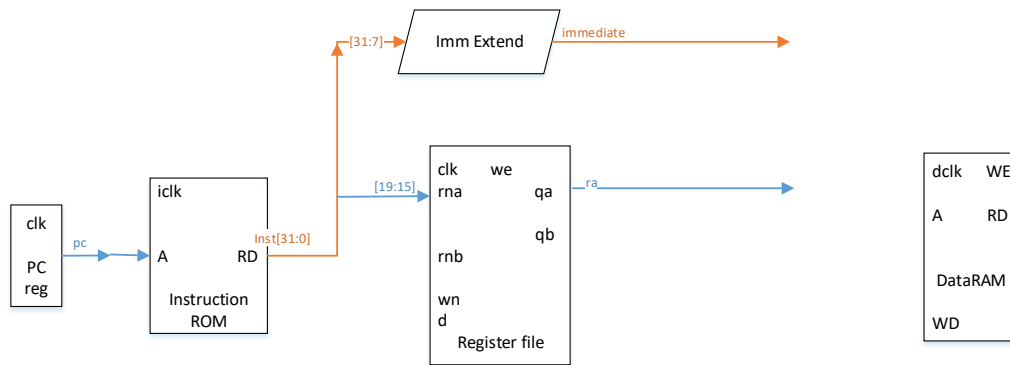 [31:7]
Imm Extend
immediate
clk
pc
PC
reg
iclk
A
RD
Inst[31:0]
Instruction
ROM
[19:15]
clk we
rna qa
qb
rnb
wn
d
Register file
ra
dclk WE
A RD
DataRAM
WD